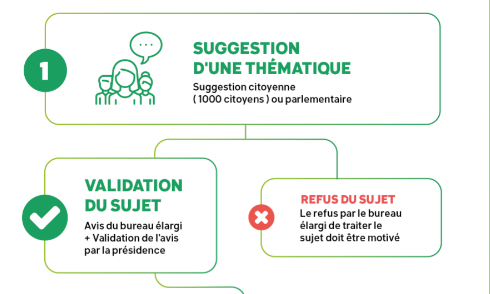 1
SUGGESTION
D'UNE THÉMATIQUE
Suggestion citoyenne
( 1000 citoyens ) ou parlementaire
VALIDATION
DU SUJET
Avis du bureau élargi
+ Validation de l'avis
par la présidence
REFUS DU SUJET
Le refus par le bureau
élargi de traiter le
sujet doit être motivé